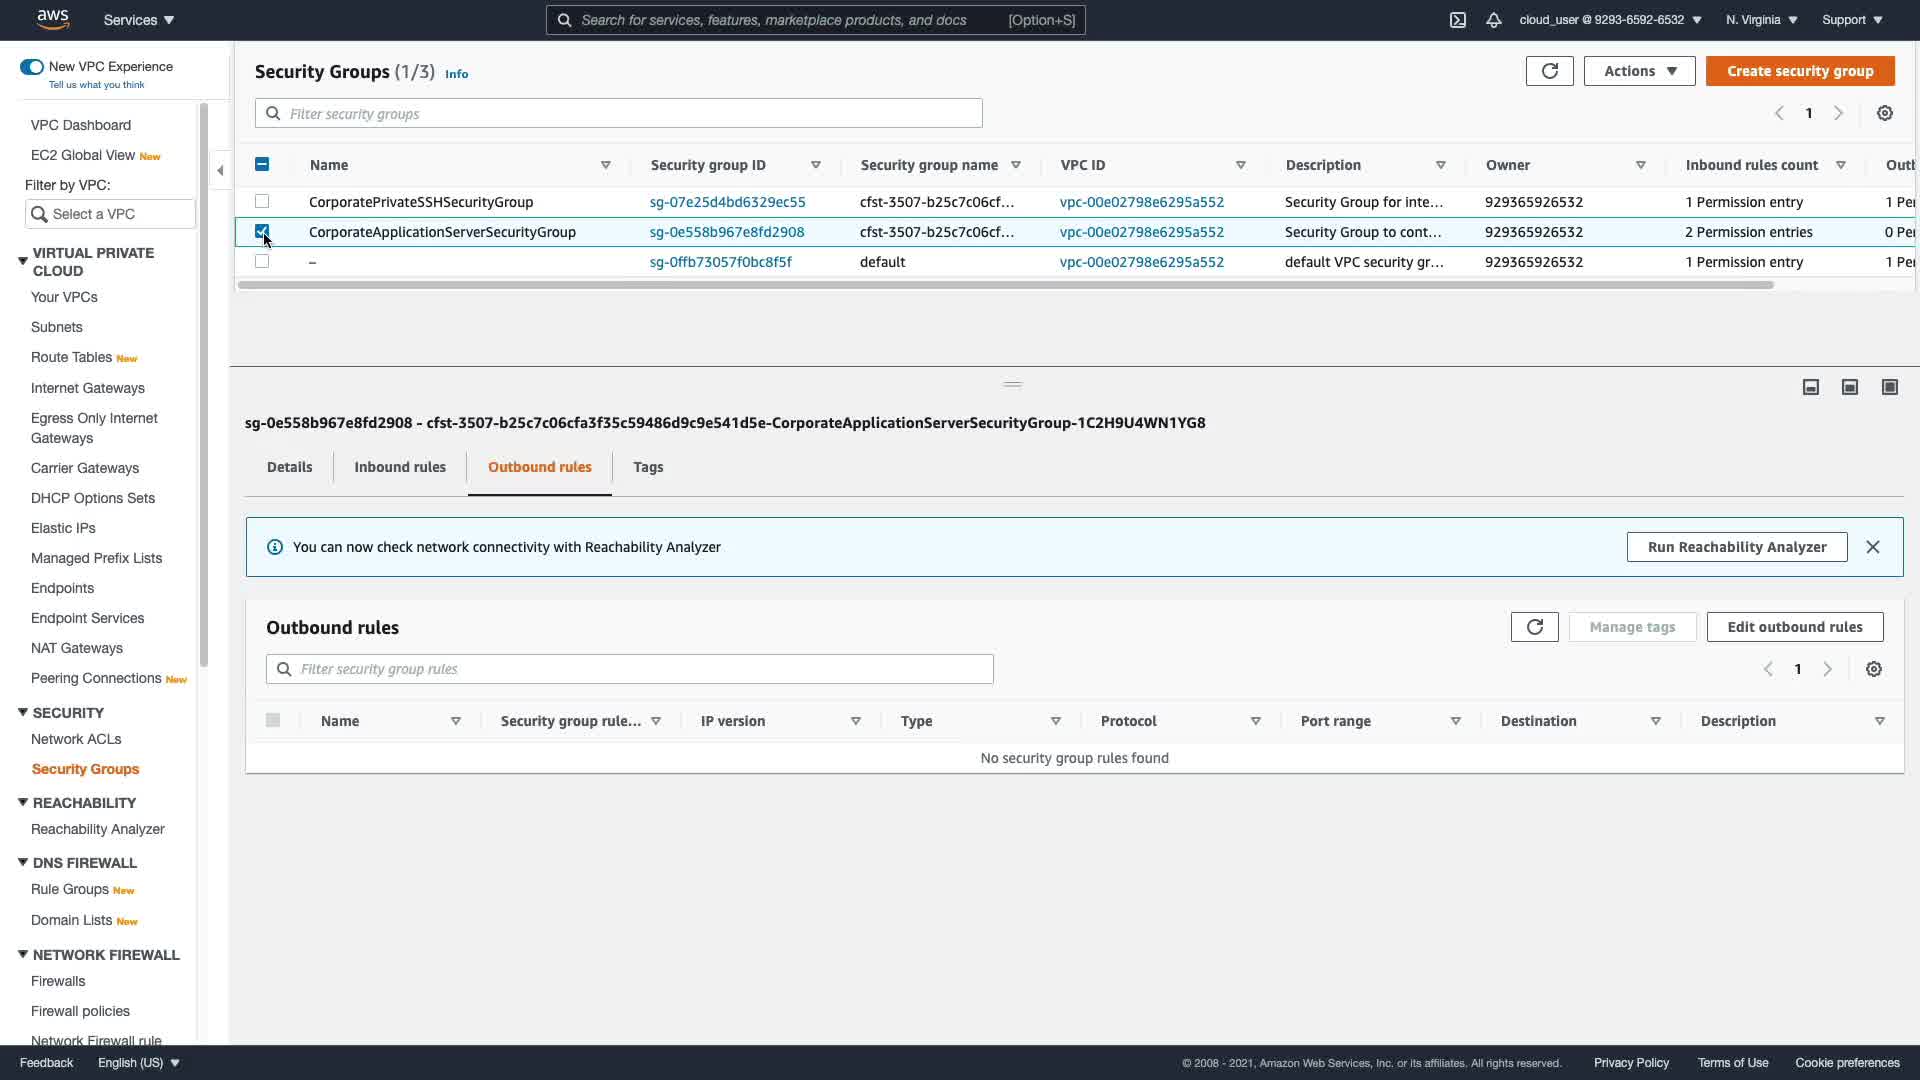 aws
Services ▼
Search for services, features, marketplace products, and docs [Option+S]
cloud_user @ 9293-6592-6532 ▼
N. Virginia ▼
Support ▼
New VPC Experience
Tell us what you think
VPC Dashboard
EC2 Global View New
Filter by VPC:
Select a VPC
VIRTUAL PRIVATE
CLOUD
Your VPCs
Subnets
Route Tables New
Internet Gateways
Egress Only Internet
Gateways
Carrier Gateways
DHCP Options Sets
Elastic IPs
Managed Prefix Lists
Endpoints
Endpoint Services
NAT Gateways
Peering Connections New
SECURITY
Network ACLs
Security Groups
REACHABILITY
Reachability Analyzer
DNS FIREWALL
Rule Groups New
Domain Lists New
NETWORK FIREWALL
Firewalls
Firewall policies
Network Firewall rule
Security Groups (1/3) Info
Actions ▼
Create security group
Filter security groups
1
Name Security group ID Security group name VPC ID Description Owner Inbound rules count Outl
CorporatePrivateSSHSecurityGroup sg-07e25d4bd6329ec55 cfst-3507-b25c7c06cf... vpc-00e02798e6295a552 Security Group for inte... 929365926532 1 Permission entry 1 Per
CorporateApplicationServerSecurityGroup sg-0e558b967e8fd2908 cfst-3507-b25c7c06cf... vpc-00e02798e6295a552 Security Group to cont... 929365926532 2 Permission entries 0 Per
– sg-0ffb73057f0bc8f5f default vpc-00e02798e6295a552 default VPC security gr... 929365926532 1 Permission entry 1 Per
sg-0e558b967e8fd2908 - cfst-3507-b25c7c06cfa3f35c59486d9c9e541d5e-CorporateApplicationServerSecurityGroup-1C2H9U4WN1YG8
Details Inbound rules Outbound rules Tags
You can now check network connectivity with Reachability Analyzer
Run Reachability Analyzer
Outbound rules
Manage tags
Edit outbound rules
Filter security group rules
1
Name Security group rule... IP version Type Protocol Port range Destination Description
No security group rules found
Feedback
English (US) ▼
© 2008 - 2021, Amazon Web Services, Inc. or its affiliates. All rights reserved.
Privacy Policy
Terms of Use
Cookie preferences